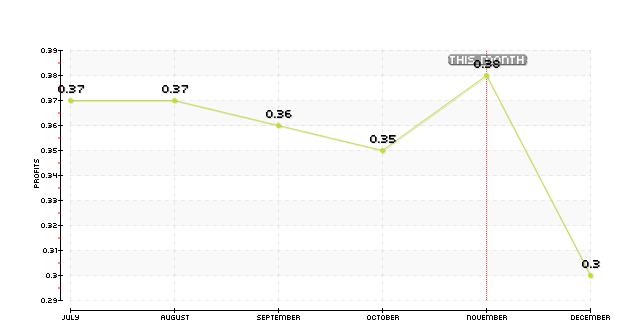 0.39
THIS MONTH
0.38
0.38
0.37
0.37
0.37
0.36
0.36
0.35
0.35
0.34
0.33
0.32
0.31
0.3
0.3
0.29
PROFITS
JULY
AUGUST
SEPTEMBER
OCTOBER
NOVEMBER
DECEMBER